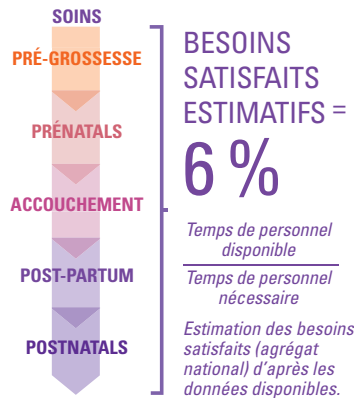 SOINS
PRÉ-GROSSESSE
PRÉNATALS
ACCOUCHEMENT
POST-PARTUM
POSTNATALS
BESOINS
SATISFAITS
ESTIMATIFS =
6 %
Temps de personnel
disponible
Temps de personnel
nécessaire
Estimation des besoins
satisfaits (agrégat
national) d’après les
données disponibles.